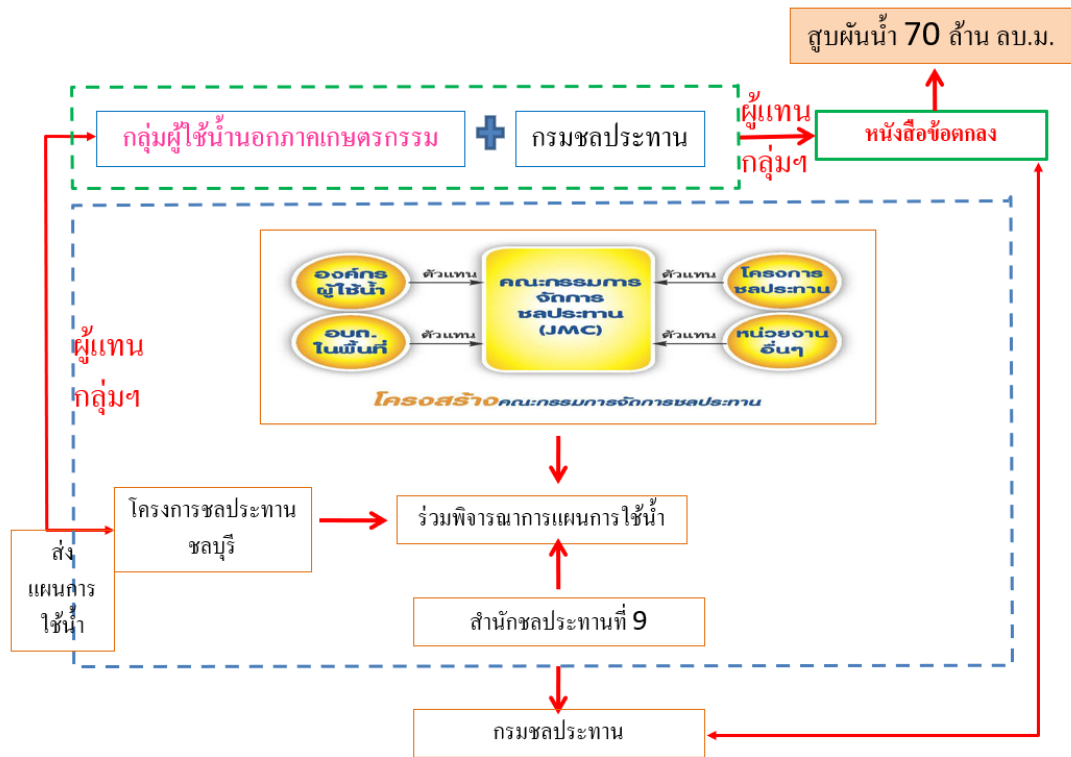 สูบผันน้ำ 70 ล้าน ลบ.ม.
กลุ่มผู้ใช้น้ำนอกภาคเกษตรกรรม
กรมชลประทาน
ผู้แทน
กลุ่มฯ
หนังสือข้อตกลง
องค์กร
ผู้ใช้น้ำ
ตัวแทน
คณะกรรมการ
จัดการ
ชลประทาน
(JMC)
ตัวแทน
โครงการ
ชลประทาน
อบต.
ในพื้นที่
ตัวแทน
ตัวแทน
หน่วยงาน
อื่นๆ
โครงสร้างคณะกรรมการจัดการชลประทาน
ผู้แทน
กลุ่มฯ
โครงการชลประทาน
ชลบุรี
ร่วมพิจารณาการแผนการใช้น้ำ
ส่ง
แผนการ
ใช้น้ำ
สำนักชลประทานที่ 9
กรมชลประทาน